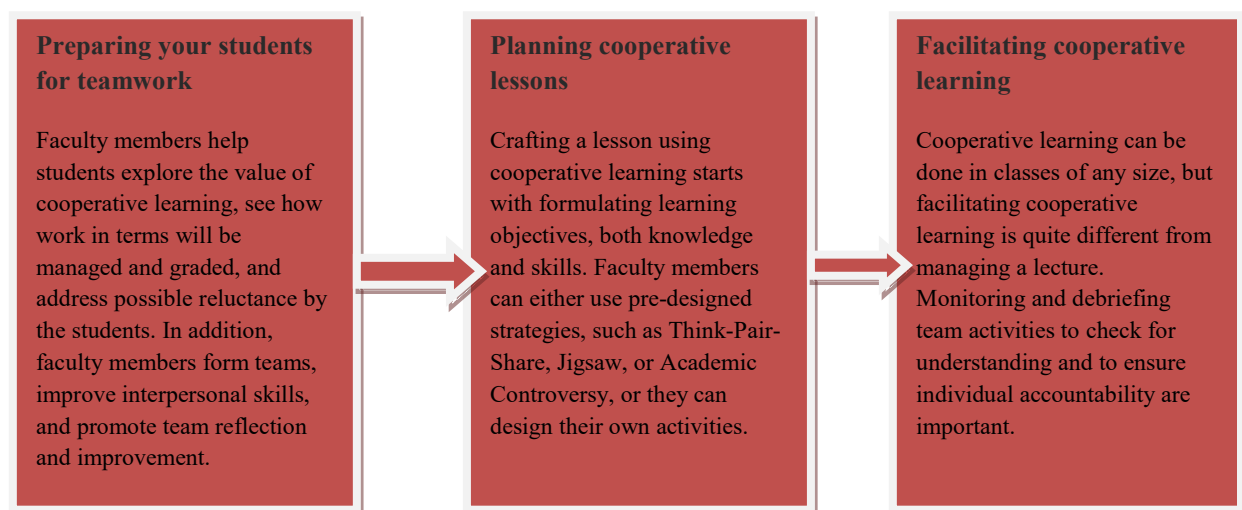 Preparing your students
for teamwork
Faculty members help
students explore the value of
cooperative learning, see how
work in terms will be
managed and graded, and
address possible reluctance by
the students. In addition,
faculty members form teams,
improve interpersonal skills,
and promote team reflection
and improvement.
Planning cooperative
lessons
Crafting a lesson using
cooperative learning starts
with formulating learning
objectives, both knowledge
and skills. Faculty members
can either use pre-designed
strategies, such as Think-Pair-
Share, Jigsaw, or Academic
Controversy, or they can
design their own activities.
Facilitating cooperative
learning
Cooperative learning can be
done in classes of any size, but
facilitating cooperative
learning is quite different from
managing a lecture.
Monitoring and debriefing
team activities to check for
understanding and to ensure
individual accountability are
important.